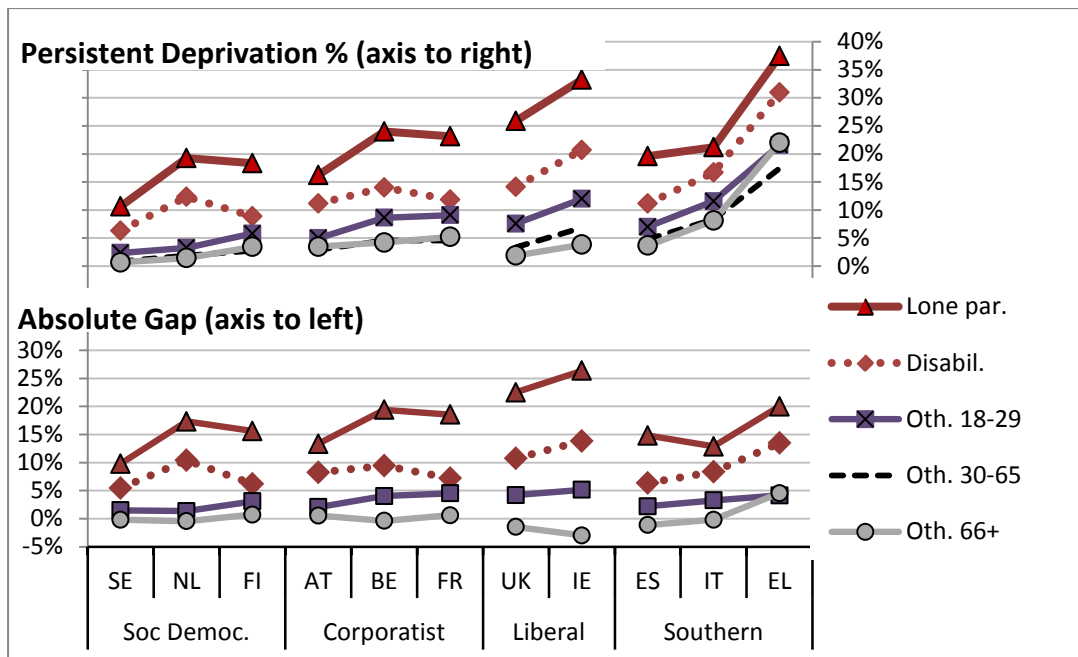 Persistent Deprivation % (axis to right)
40%
35%
30%
25%
20%
15%
10%
5%
0%
Absolute Gap (axis to left)
30%
25%
20%
15%
10%
5%
0%
-5%
Lone par.
Disabil.
Oth. 18-29
Oth. 30-65
Oth. 66+
SE NL FI AT BE FR UK IE ES IT EL
Soc Democ. Corporatist Liberal Southern